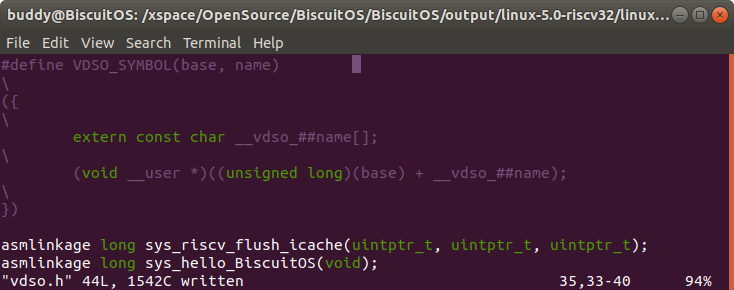 buddy@BiscuitOS: /xspace/OpenSource/BiscuitOS/BiscuitOS/output/linux-5.0-riscv32/linux...
File Edit View Search Terminal Help
#define VDSO_SYMBOL(base, name)
\
({
\
        extern const char __vdso_##name[];
\
        (void __user *)((unsigned long)(base) + __vdso_##name);
\
})

asmlinkage long sys_riscv_flush_icache(uintptr_t, uintptr_t, uintptr_t);
asmlinkage long sys_hello_BiscuitOS(void);
"vdso.h" 44L, 1542C written 35,33-40 94%